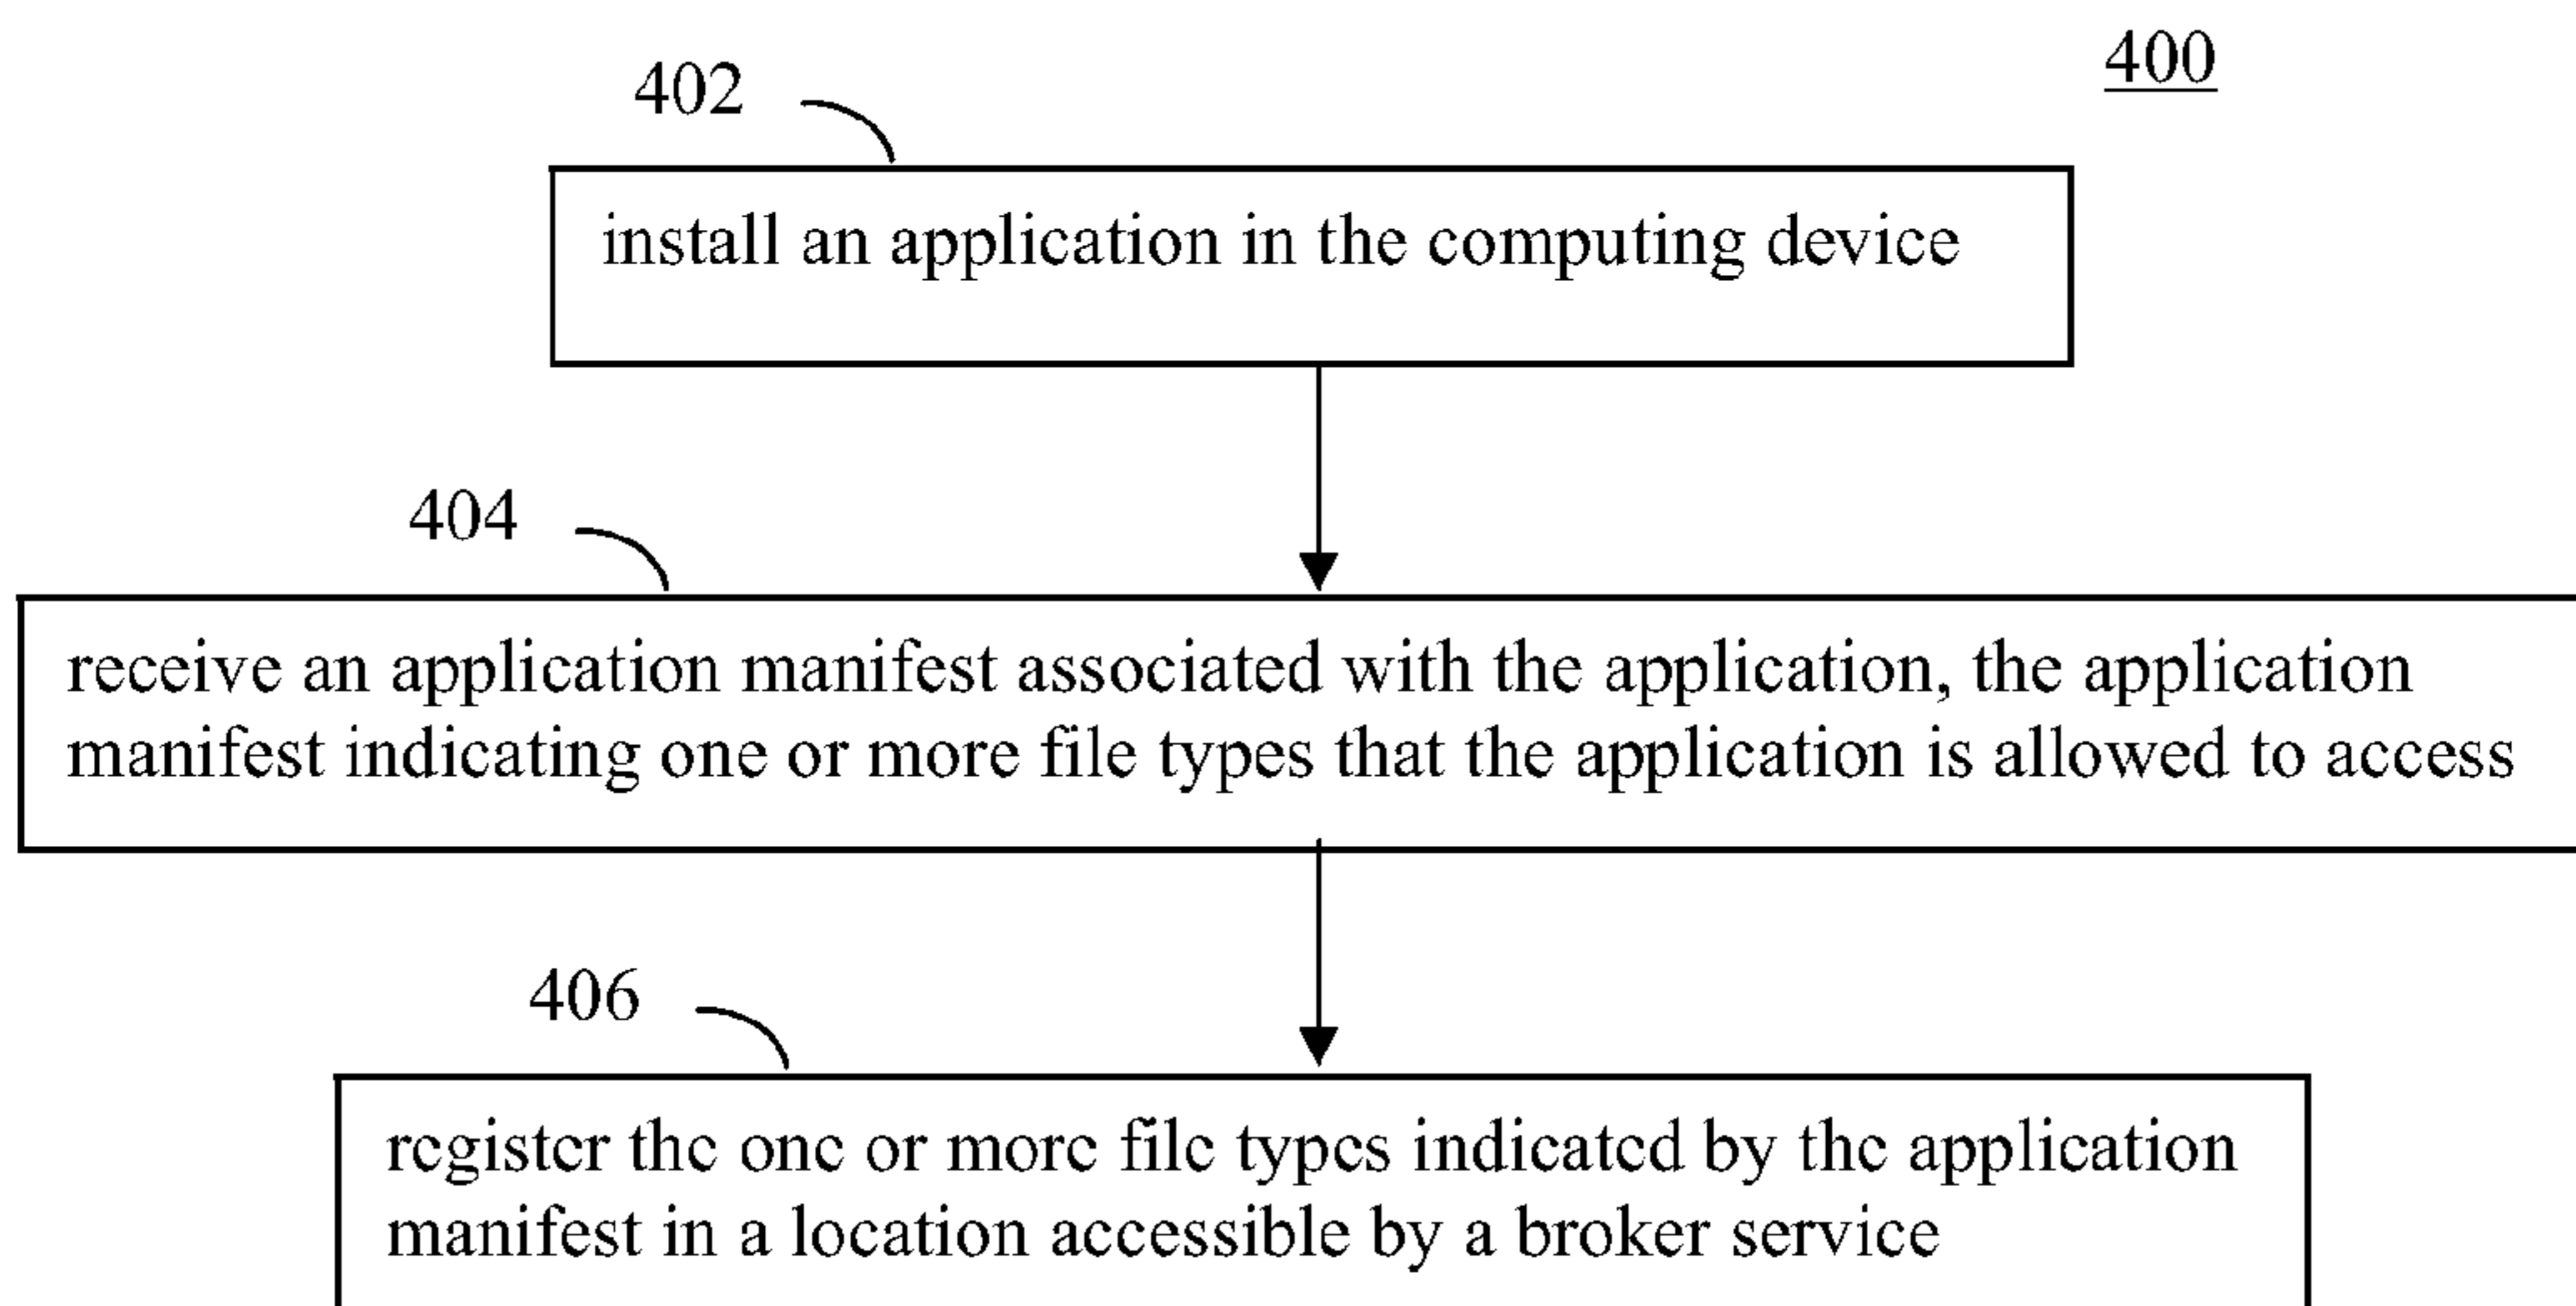 400
402
install an application in the computing device
404
receive an application manifest associated with the application, the application
manifest indicating one or more file types that the application is allowed to access
406
register the one or more file types indicated by the application
manifest in a location accessible by a broker service